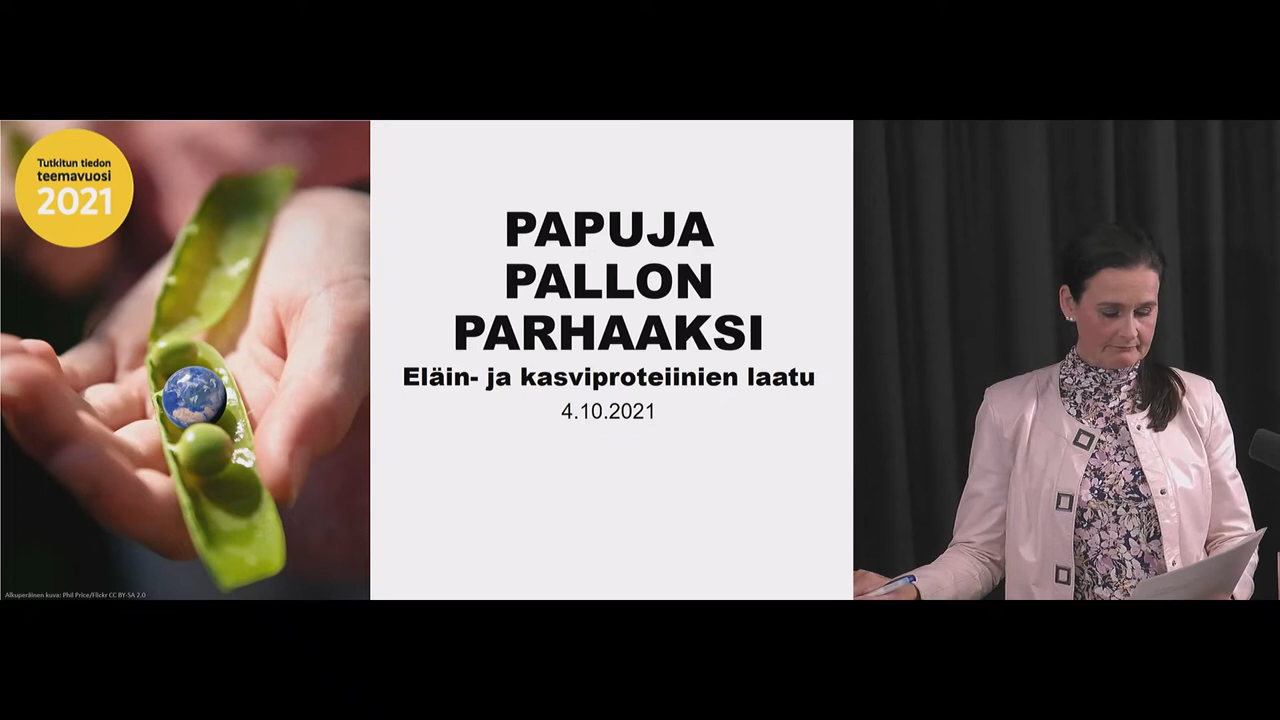 Tutkitun tiedon
teemavuosi
2021
PAPUJA
PALLON
PARHAAKSI
Eläin- ja kasviproteiinien laatu
4.10.2021
Alkuperäinen kuva: Phil Price/Flickr CC BY-SA 2.0